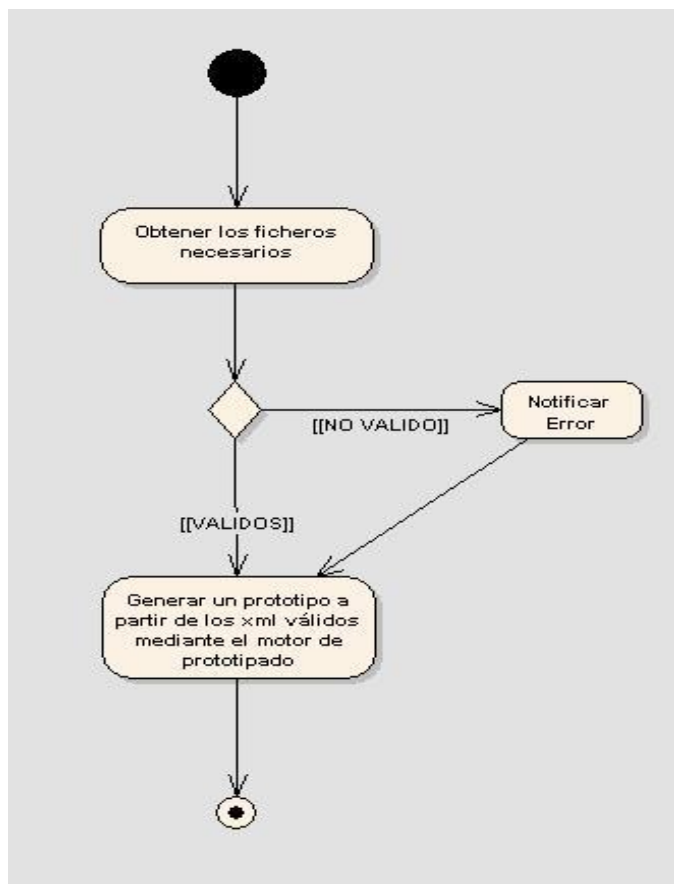 Obtener los ficheros
necesarios
[[NO VALIDO]]
Notificar
Error
[[VALIDOS]]
Generar un prototipo a
partir de los xml válidos
mediante el motor de
prototipado